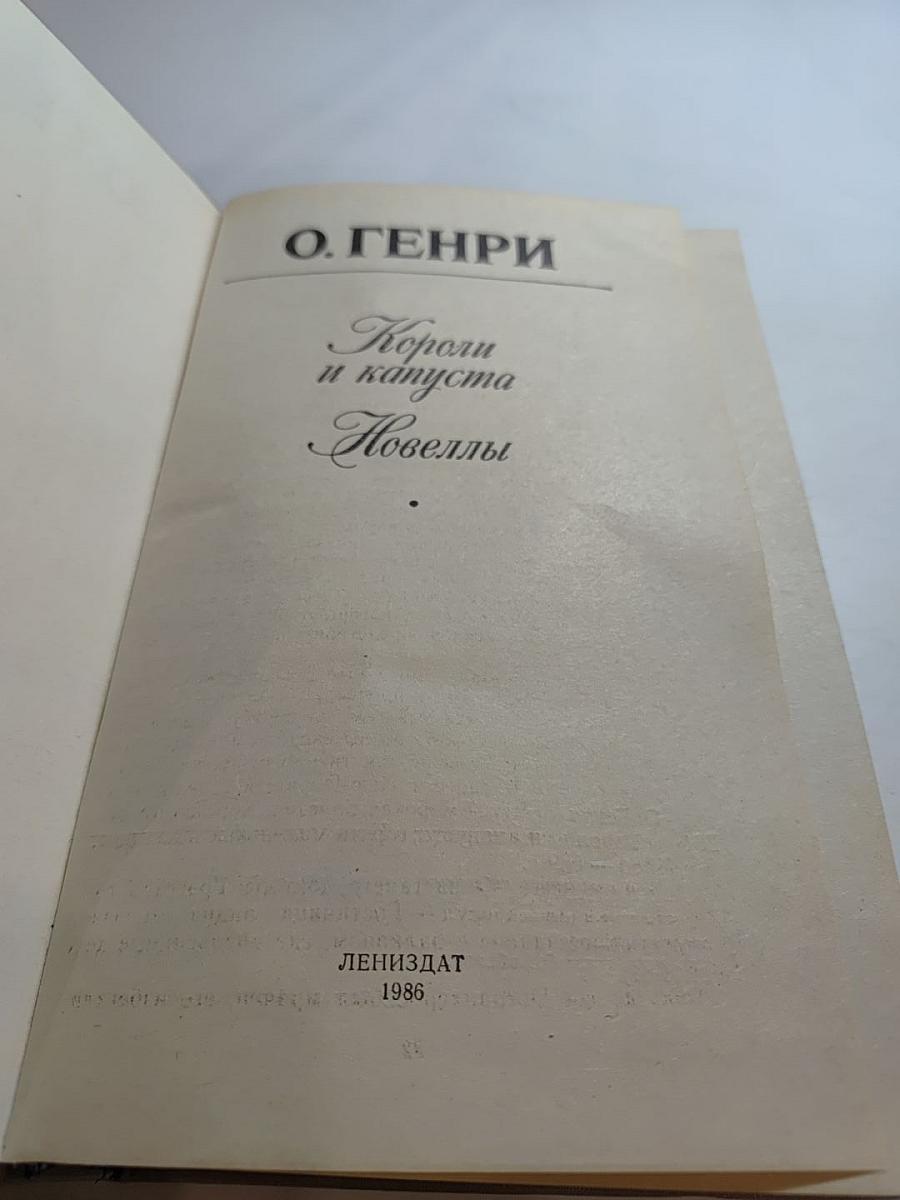 О. ГЕНРИ
Короли
и капуста
Новеллы
•
ЛЕНИЗДАТ
1986